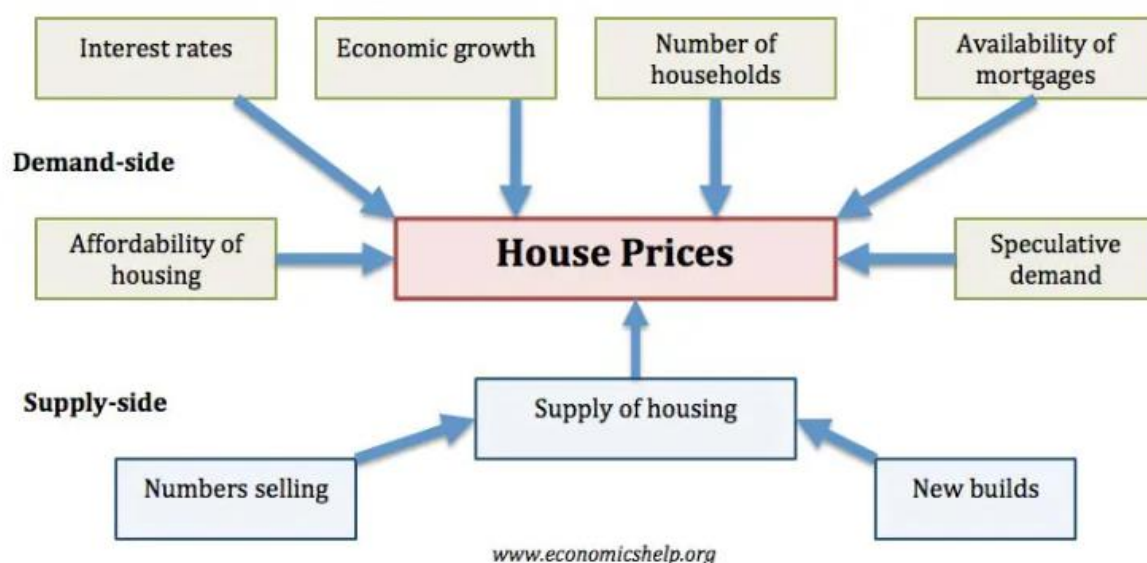 Interest rates
Economic growth
Number of
households
Availability of
mortgages
Demand-side
Affordability of
housing
House Prices
Speculative
demand
Supply-side
Supply of housing
Numbers selling
New builds
www.economicshelp.org